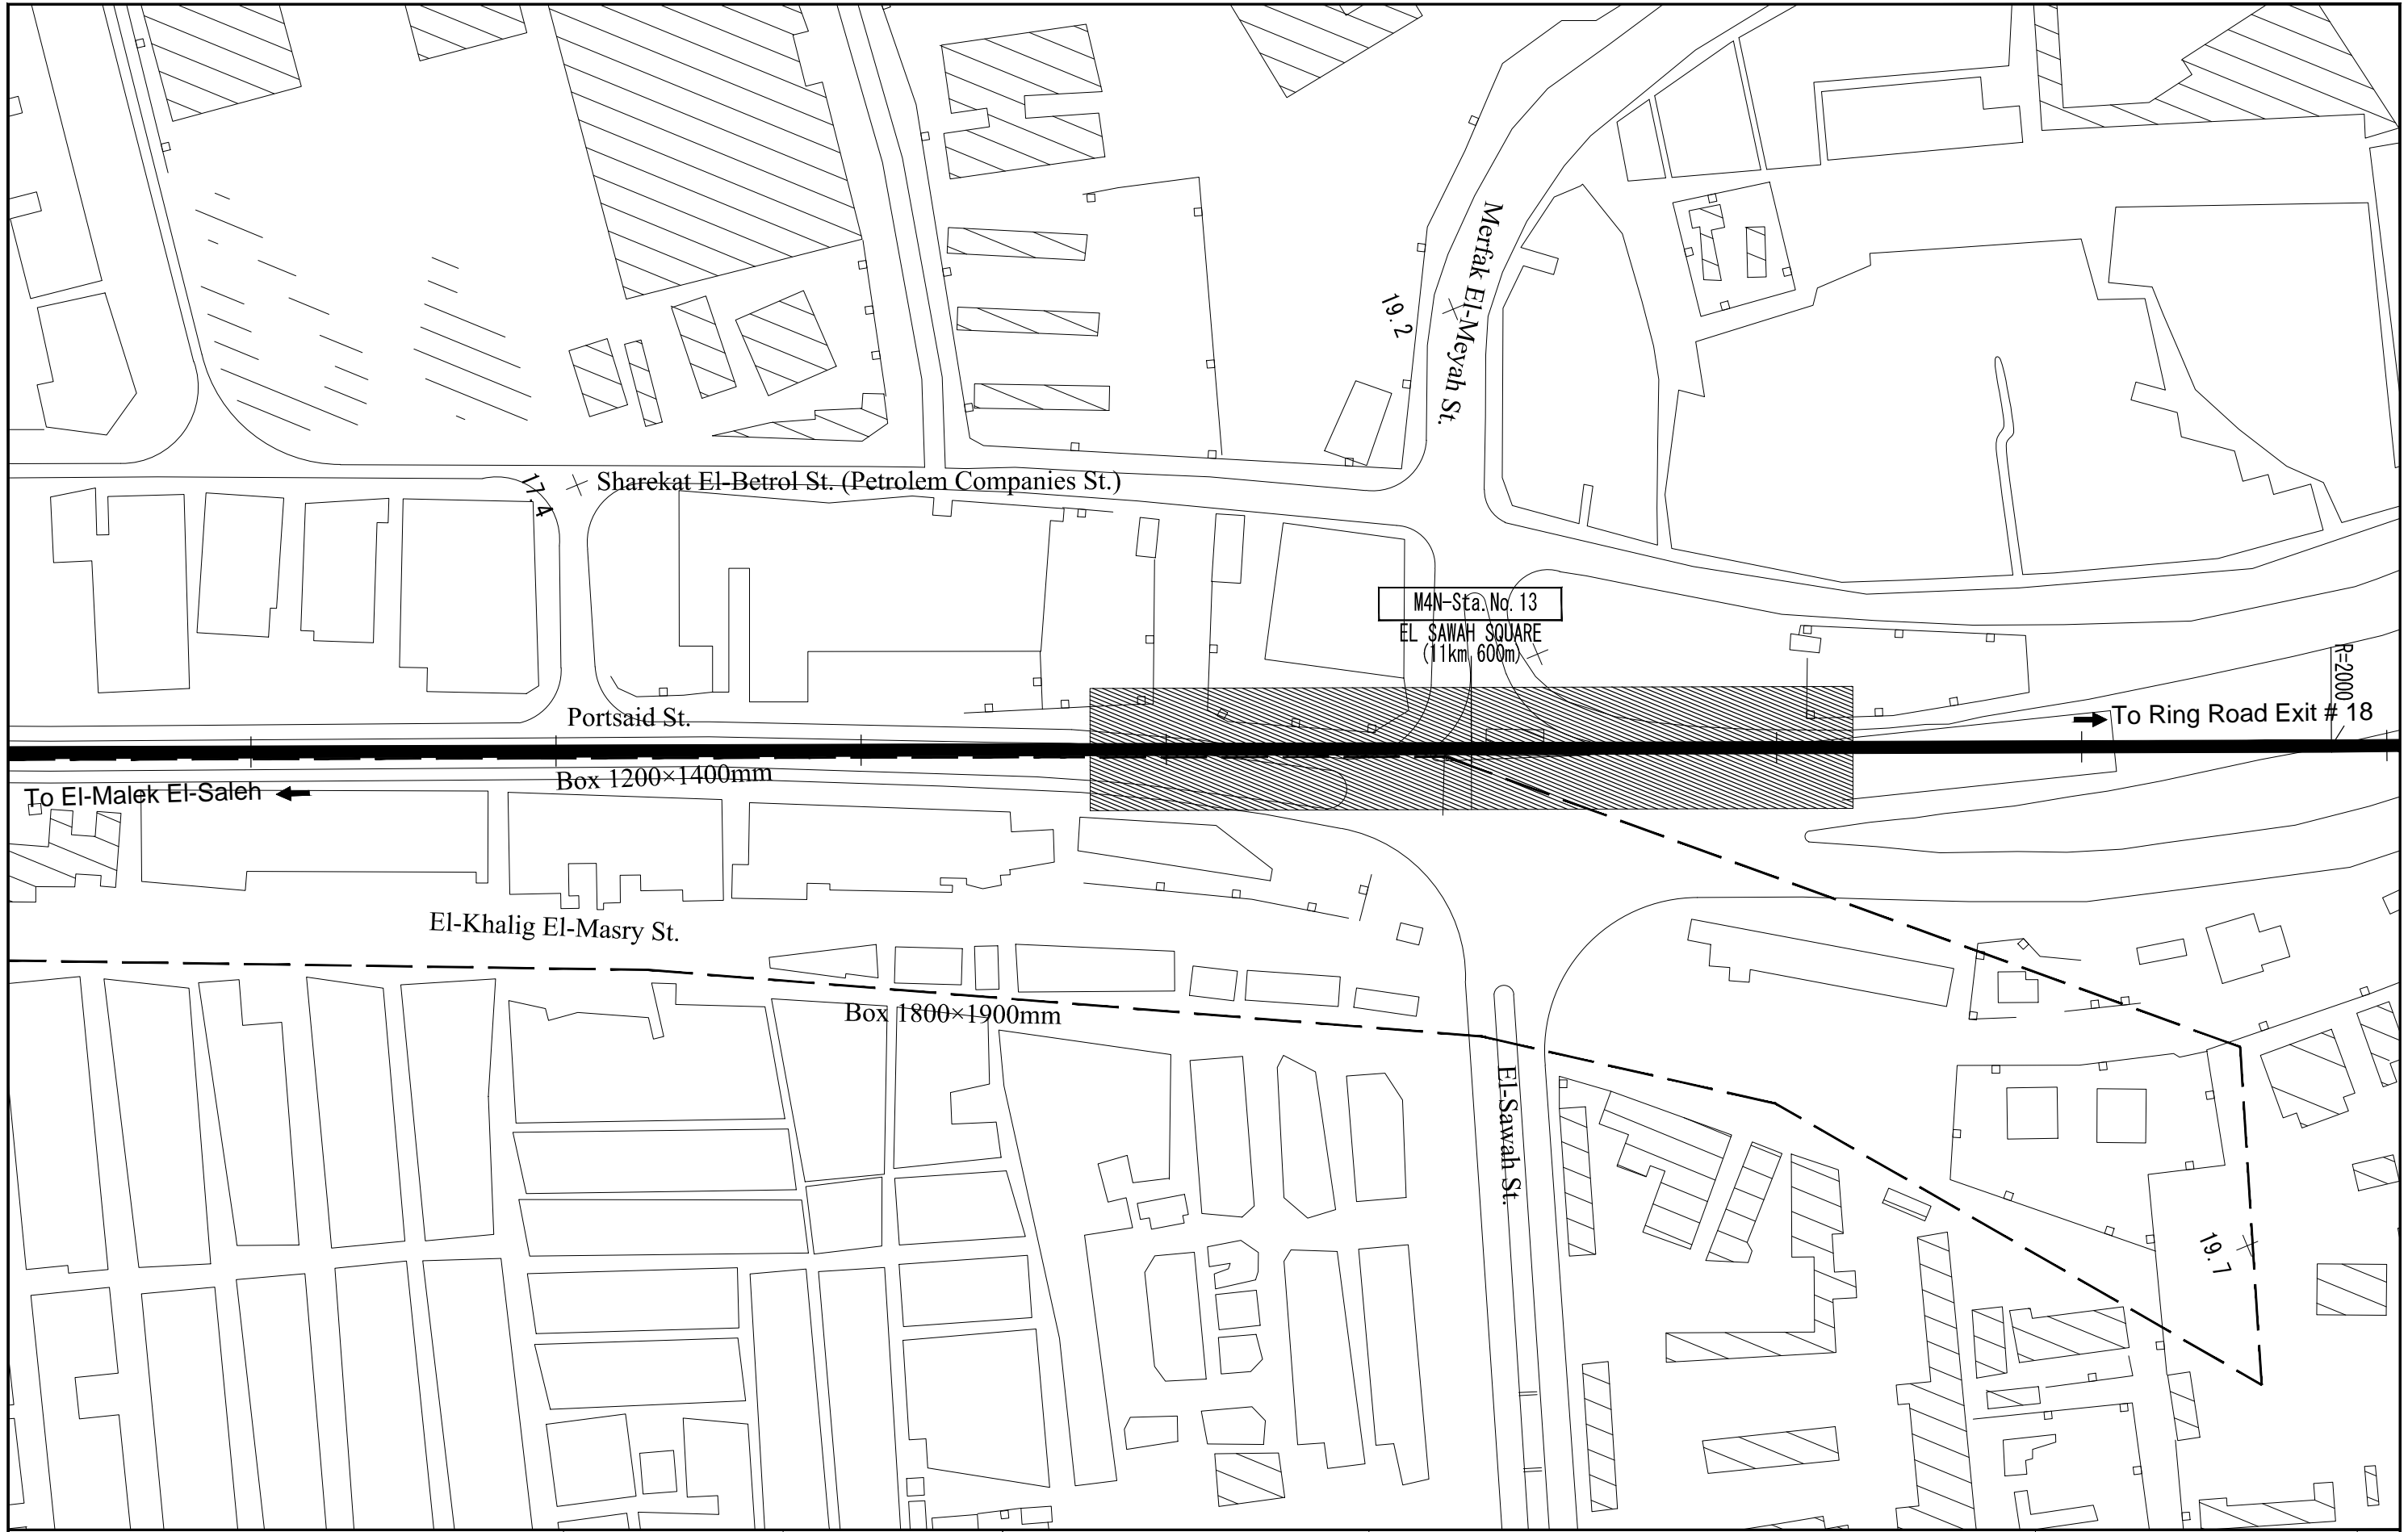 Merfak El-Meyah St.
19.2
Sharekat El-Betrol St. (Petrolem Companies St.)
17.4
M4N-Sta.No.13
EL SAWAH SQUARE
(11km 600m)
R=2000
Portsaid St.
To Ring Road Exit # 18
Box 1200×1400mm
To El-Malek El-Saleh
El-Khalig El-Masry St.
Box 1800×1900mm
El-Sawah St.
19.7